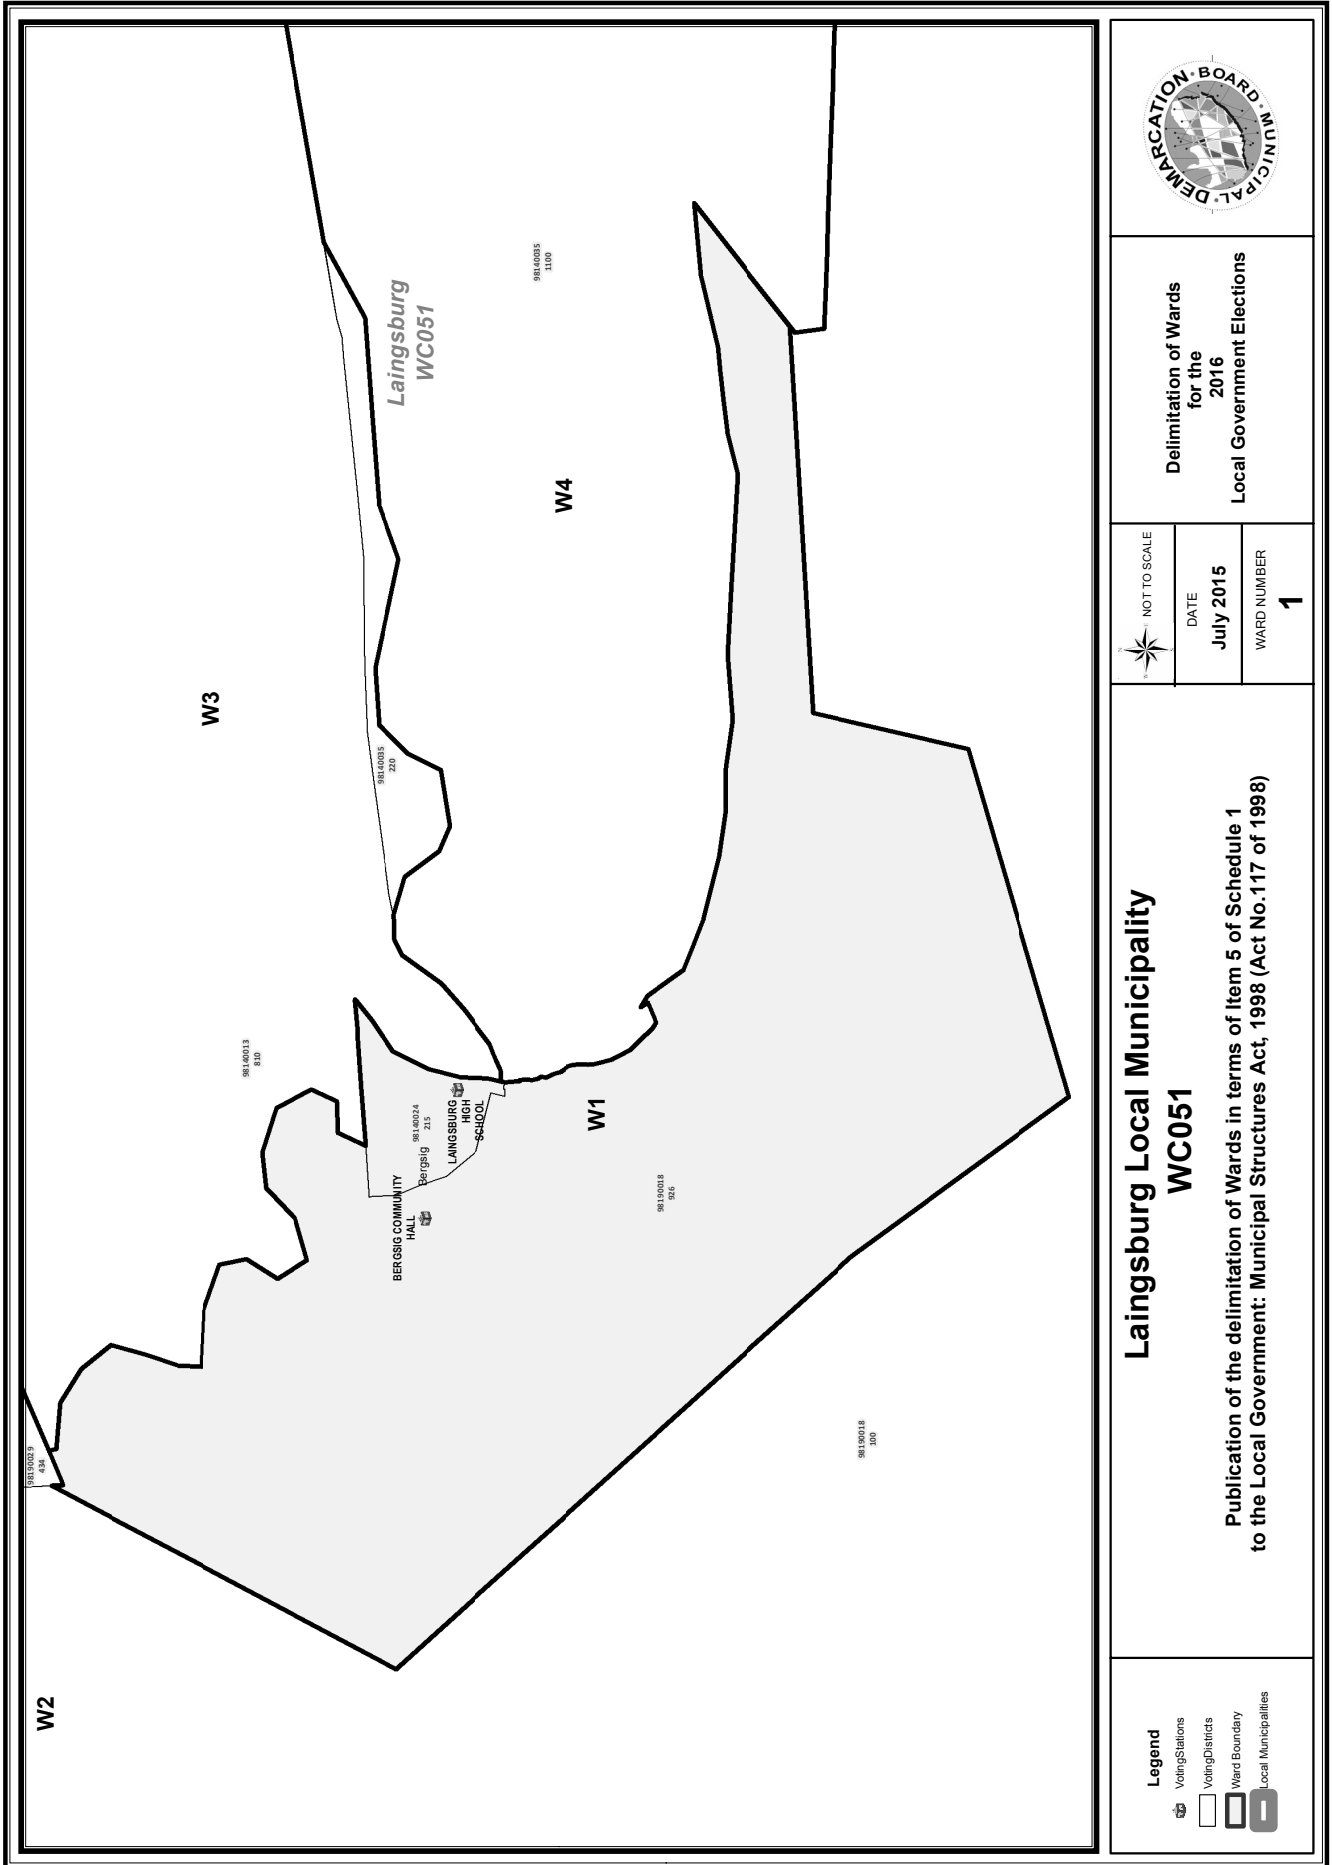 W2
98190029
434
W3
98140013
810
98140035
220
Laingsburg
WC051
98140035
1100
W4
98140024
215
Bergsig
LAINGSBURG
HIGH
SCHOOL
BERGSIG COMMUNITY
HALL
W1
98190018
926
98190018
100
Legend
VotingStations
VotingDistricts
Ward Boundary
Local Municipalities
Laingsburg Local Municipality
WC051
Publication of the delimitation of Wards in terms of Item 5 of Schedule 1
to the Local Government: Municipal Structures Act, 1998 (Act No.117 of 1998)
N
W
E
S
NOT TO SCALE
DATE
July 2015
WARD NUMBER
1
Delimitation of Wards
for the
2016
Local Government Elections
MUNICIPAL • DEMARCATION • BOARD •